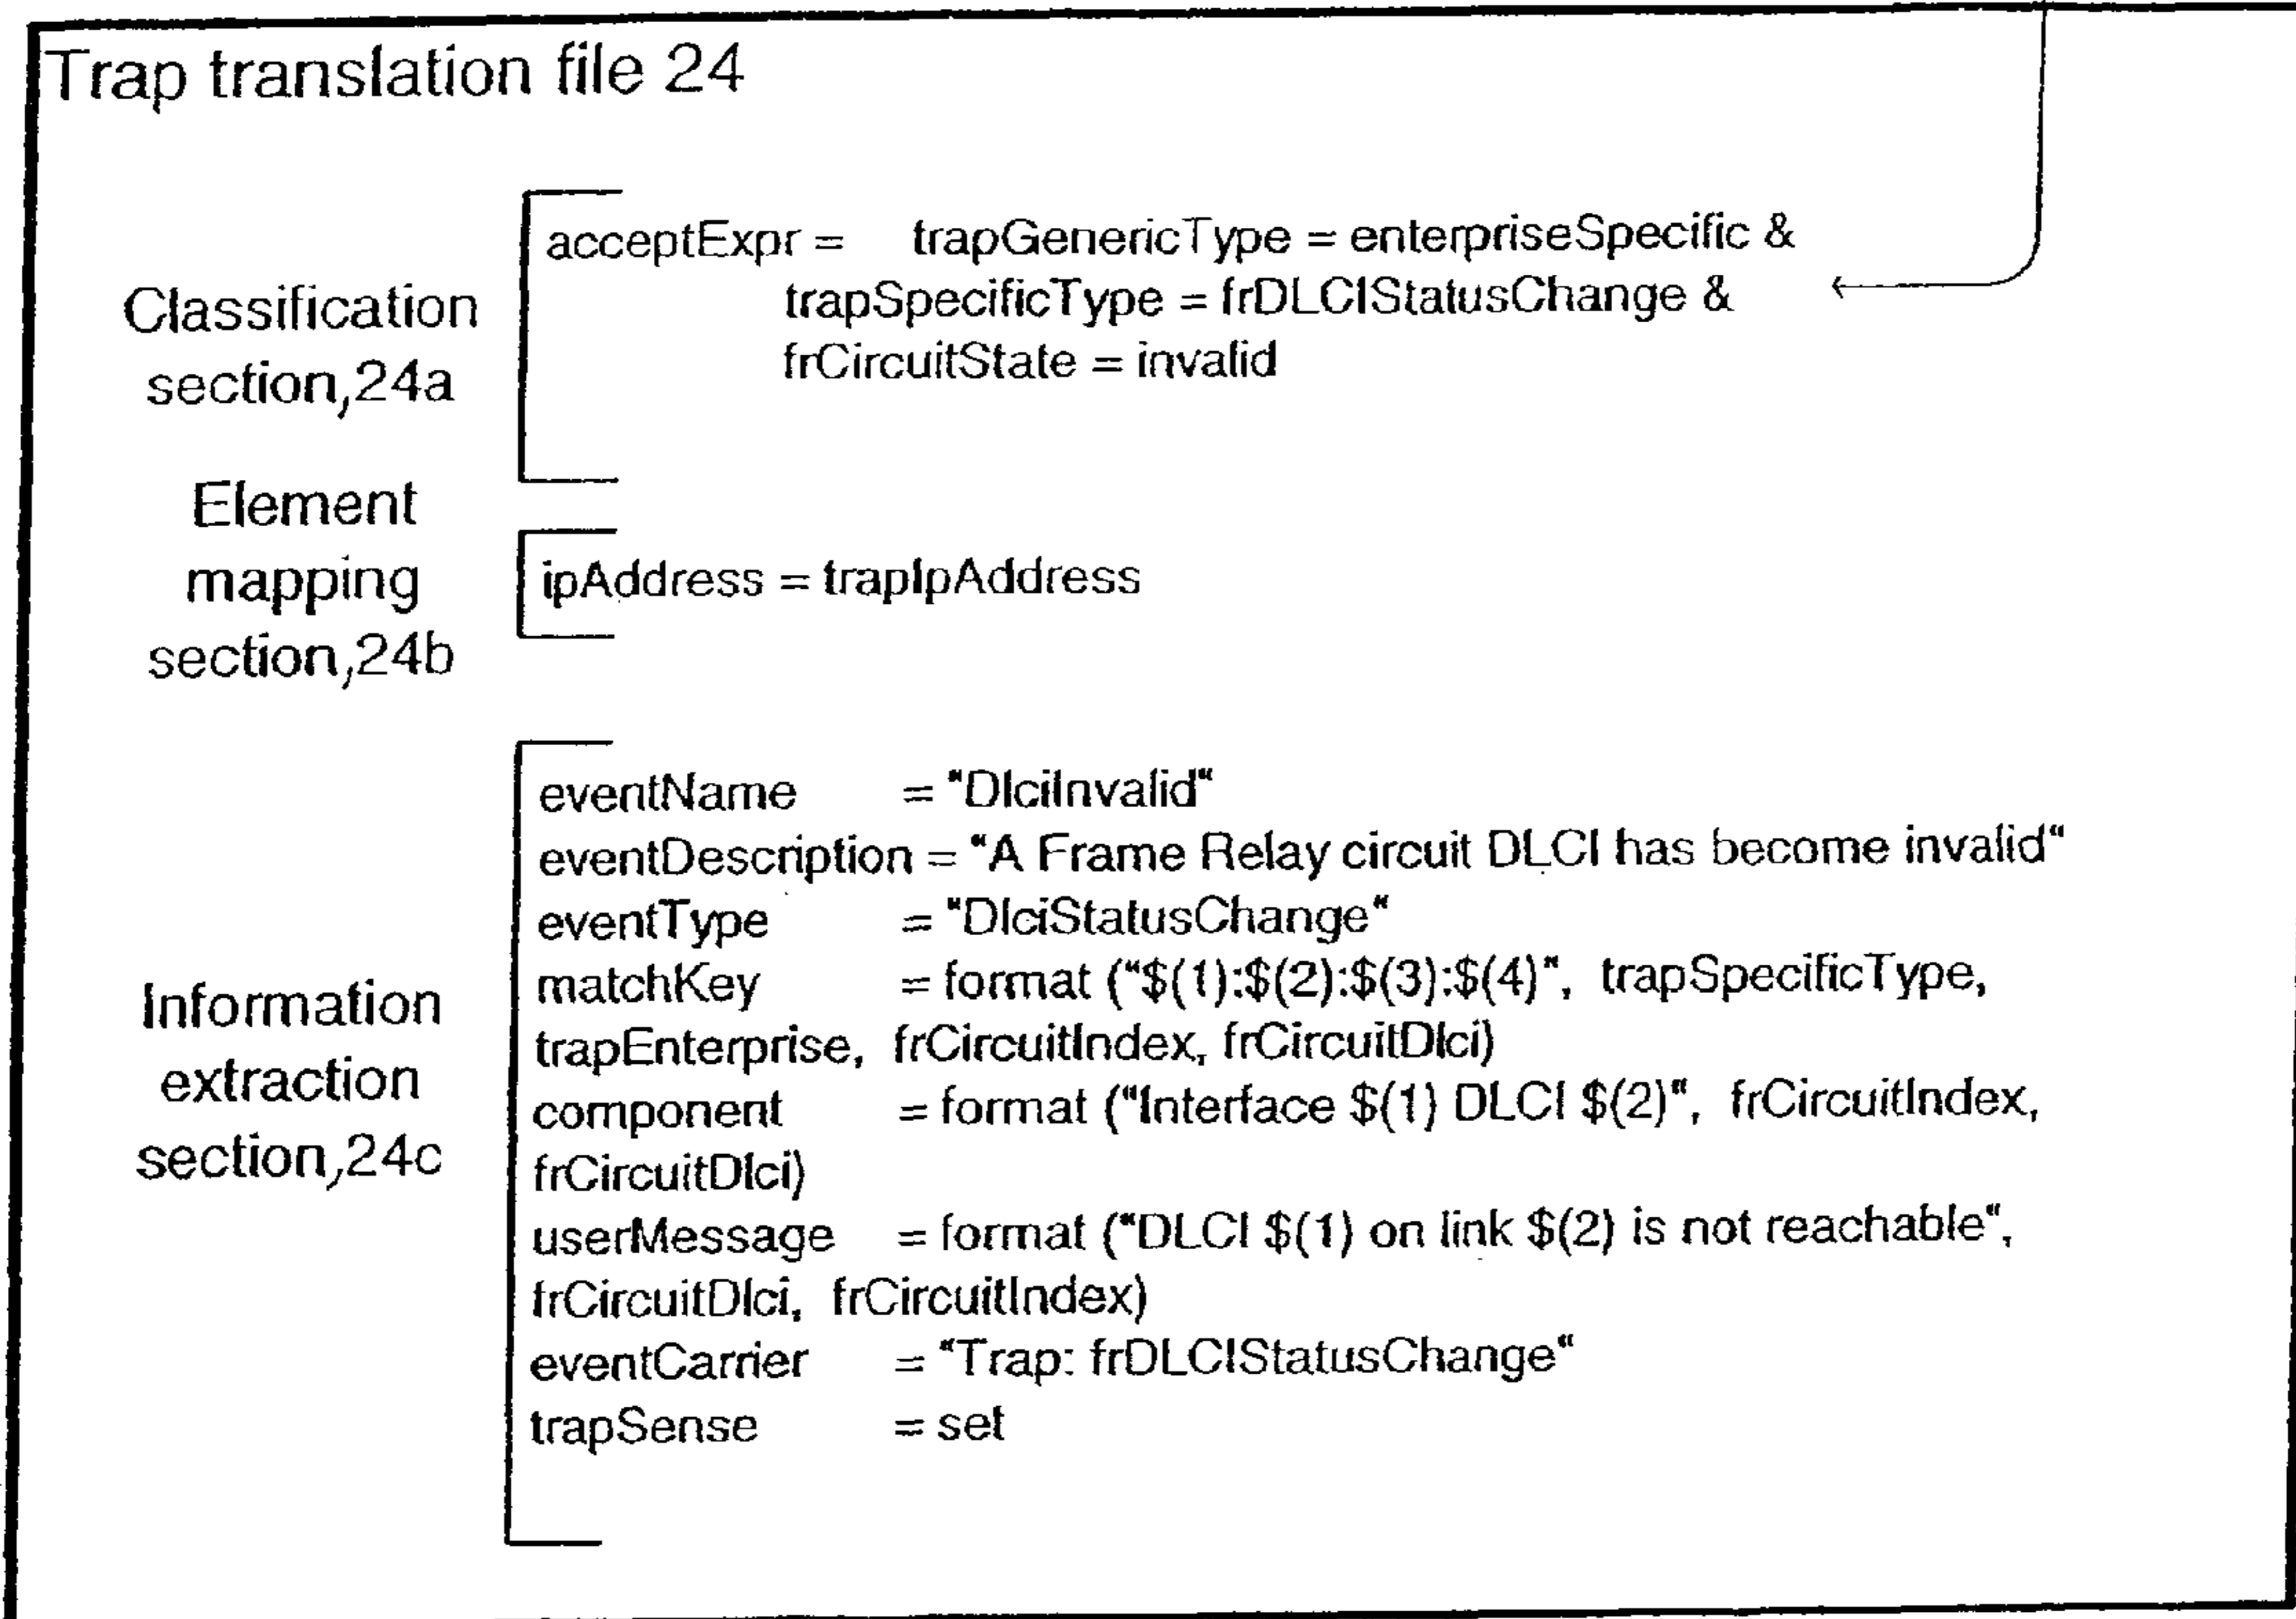 Trap translation file 24
Classification
section,24a
acceptExpr = trapGenericType = enterpriseSpecific &
trapSpecificType = frDLCIStatusChange &
frCircuitState = invalid
Element
mapping
section,24b
ipAddress = trapIpAddress
Information
extraction
section,24c
eventName = "DlciInvalid"
eventDescription = "A Frame Relay circuit DLCI has become invalid"
eventType = "DlciStatusChange"
matchKey = format ("$(1):$(2):$(3):$(4)", trapSpecificType,
trapEnterprise, frCircuitIndex, frCircuitDlci)
component = format ("Interface $(1) DLCI $(2)", frCircuitIndex,
frCircuitDlci)
userMessage = format ("DLCI $(1) on link $(2) is not reachable",
frCircuitDlci, frCircuitIndex)
eventCarrier = "Trap: frDLCIStatusChange"
trapSense = set